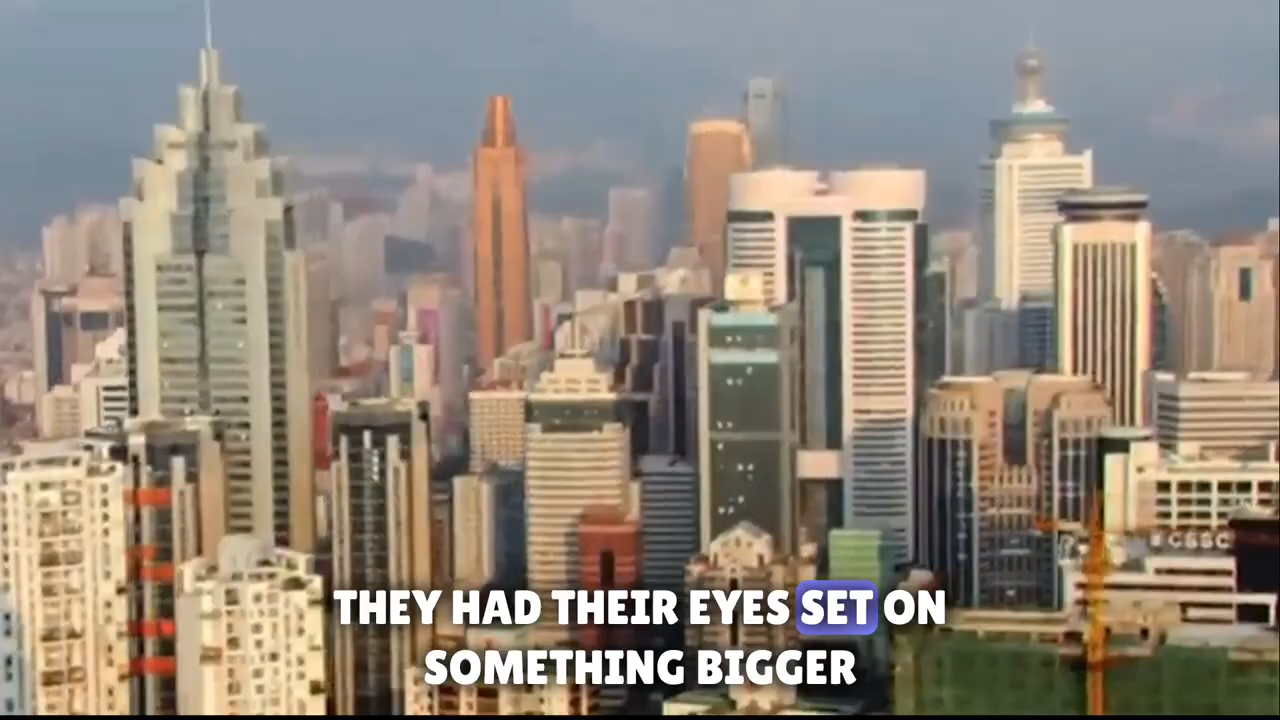 #CSSC
THEY HAD THEIR EYES SET ON
SOMETHING BIGGER